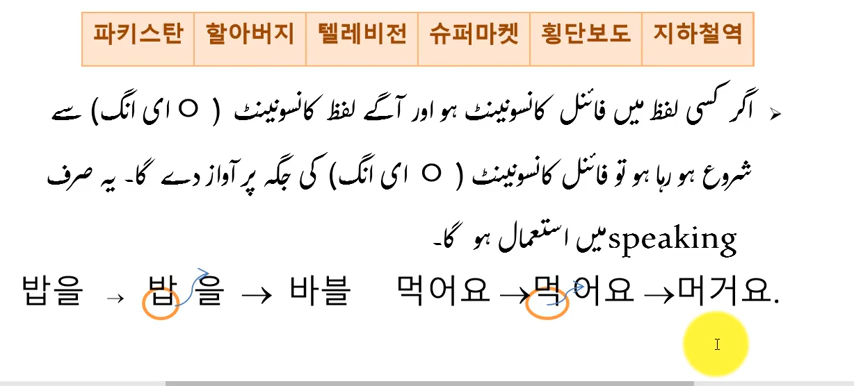 파키스탄 할아버지 텔레비전 슈퍼마켓 횡단보도 지하철역
➢ اگر کسی لفظ میں فائنل کانسونینٹ ہو اور آگے لفظ کانسونینٹ ( ㅇ ای انگ) سے
شروع ہو رہا ہو تو فائنل کانسونینٹ ( ㅇ ای انگ) کی جگہ پر آواز دے گا۔ یہ صرف
speaking میں استعمال ہو گا۔
밥을 → 밥 을 → 바블 먹어요 → 먹 어요 → 머거요.